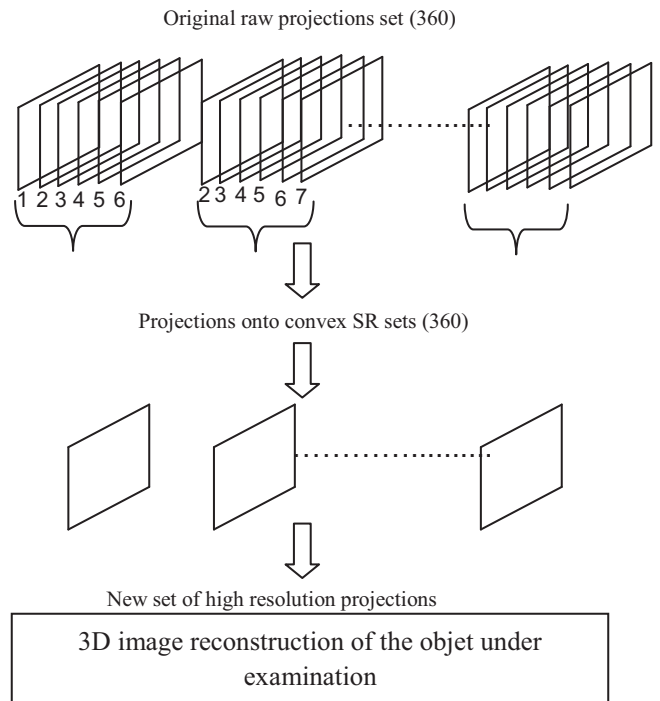 Original raw projections set (360)
1 2 3 4 5 6 2 3 4 5 6 7
Projections onto convex SR sets (360)
New set of high resolution projections
3D image reconstruction of the objet under
examination